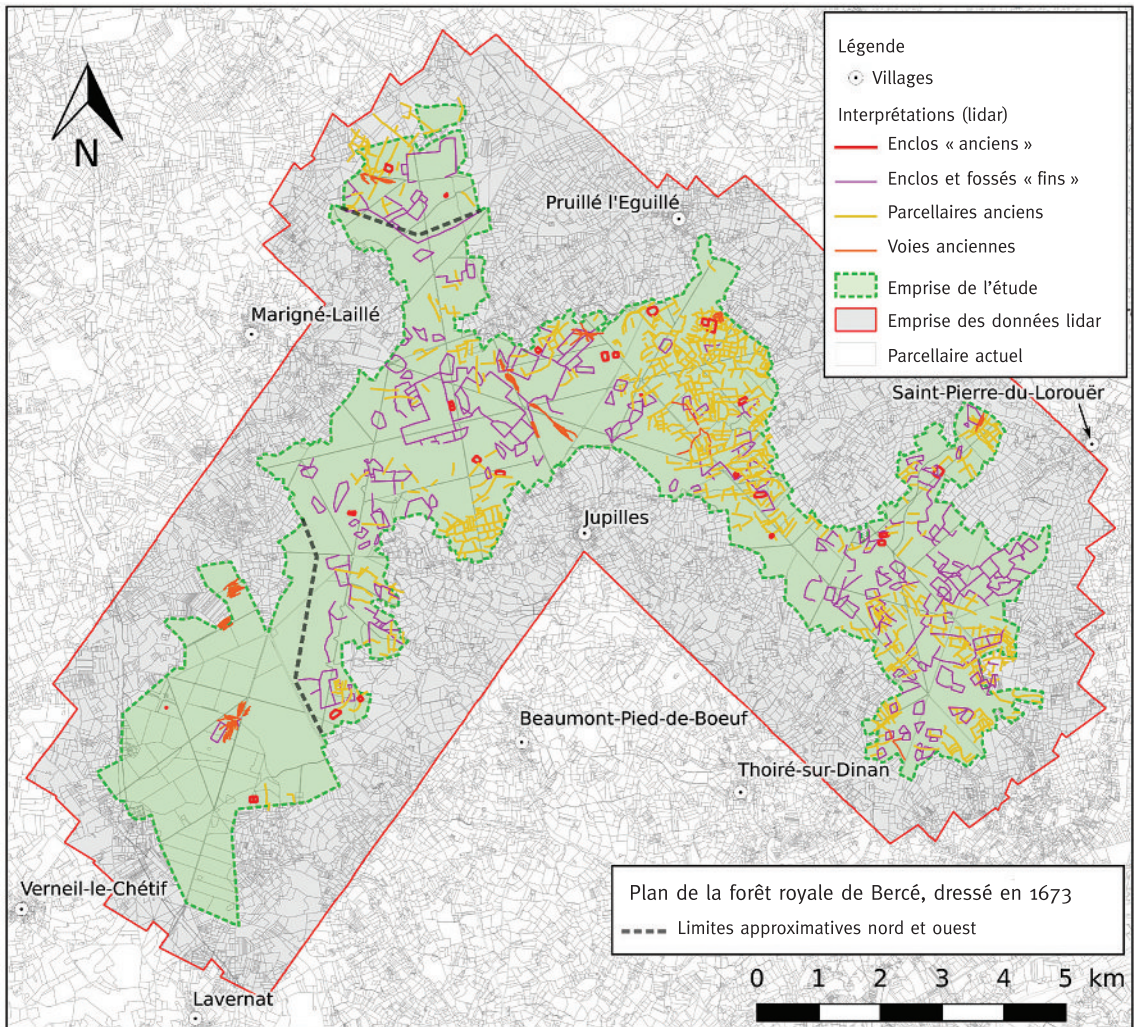 Légende
Villages
Interprétations (lidar)
Enclos « anciens »
Enclos et fossés « fins »
Parcellaires anciens
Voies anciennes
Emprise de l'étude
Emprise des données lidar
Parcellaire actuel
N
Pruillé l'Eguillé
Marigné-Laillé
Saint-Pierre-du-Lorouër
Jupilles
Beaumont-Pied-de-Boeuf
Thoiré-sur-Dinan
Verneil-le-Chétif
Lavernat
Plan de la forêt royale de Bercé, dressé en 1673
Limites approximatives nord et ouest
0 1 2 3 4 5 km